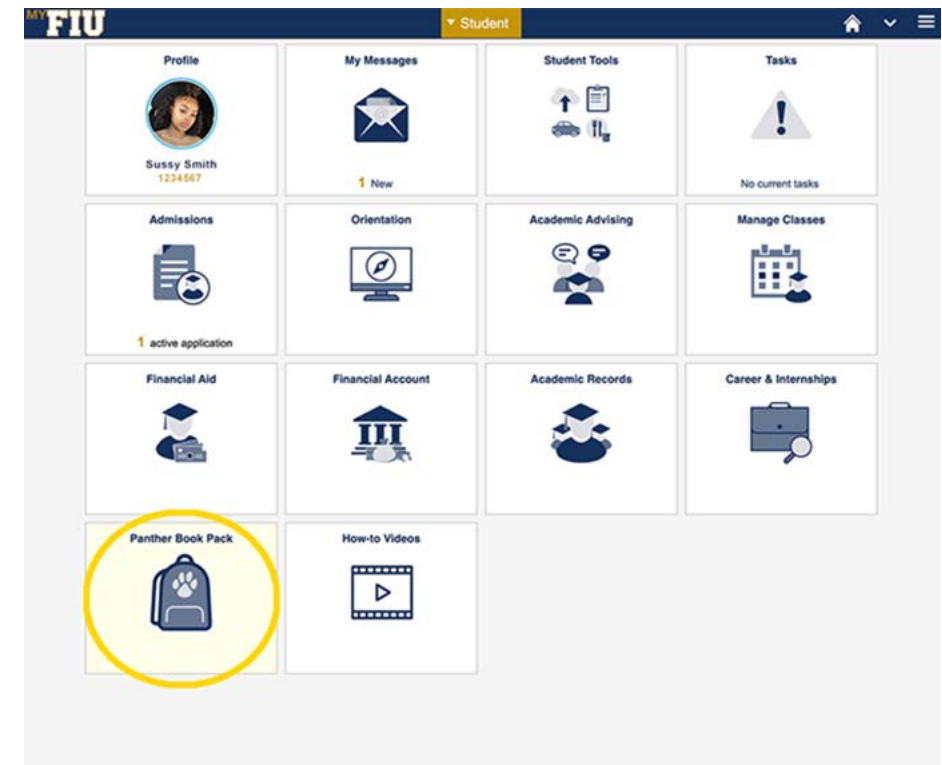 MY FIU
Student
Profile
My Messages
Student Tools
Tasks
Sussy Smith
1234567
1 New
No current tasks
Admissions
Orientation
Academic Advising
Manage Classes
1 active application
Financial Aid
Financial Account
Academic Records
Career & Internships
Panther Book Pack
How-to Videos